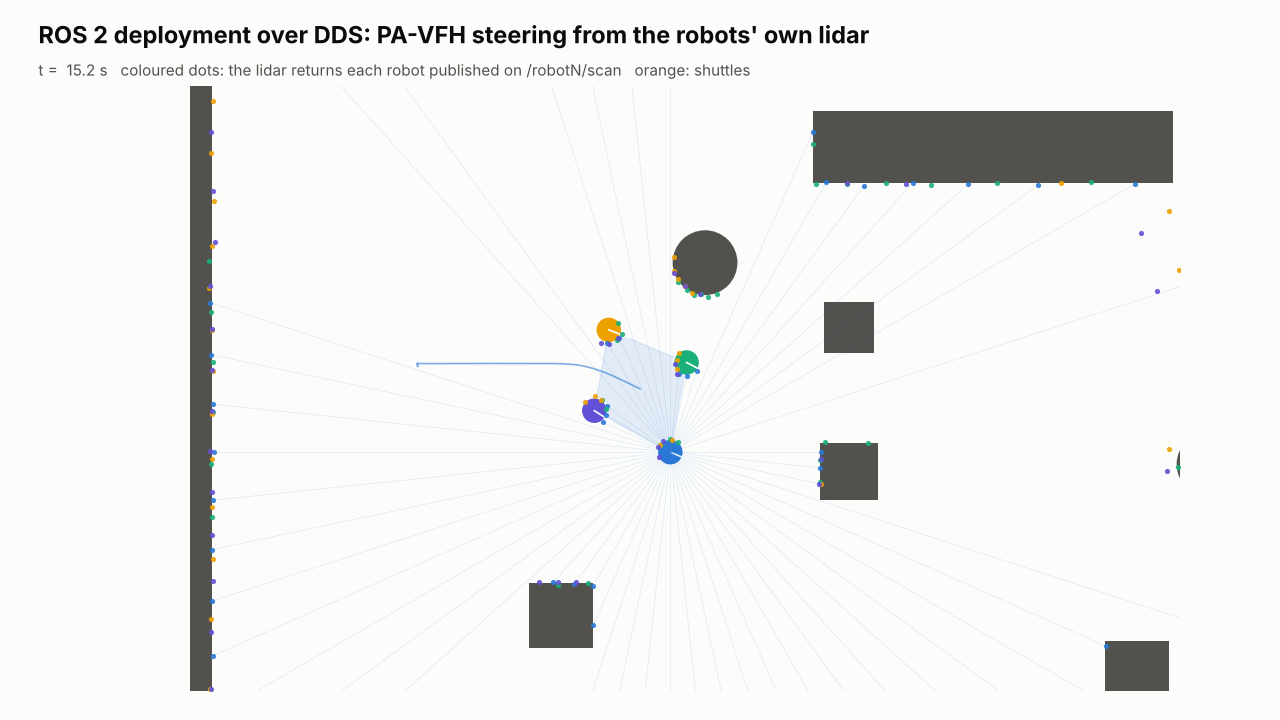 ROS 2 deployment over DDS: PA-VFH steering from the robots' own lidar
t = 15.2 s coloured dots: the lidar returns each robot published on /robotN/scan orange: shuttles